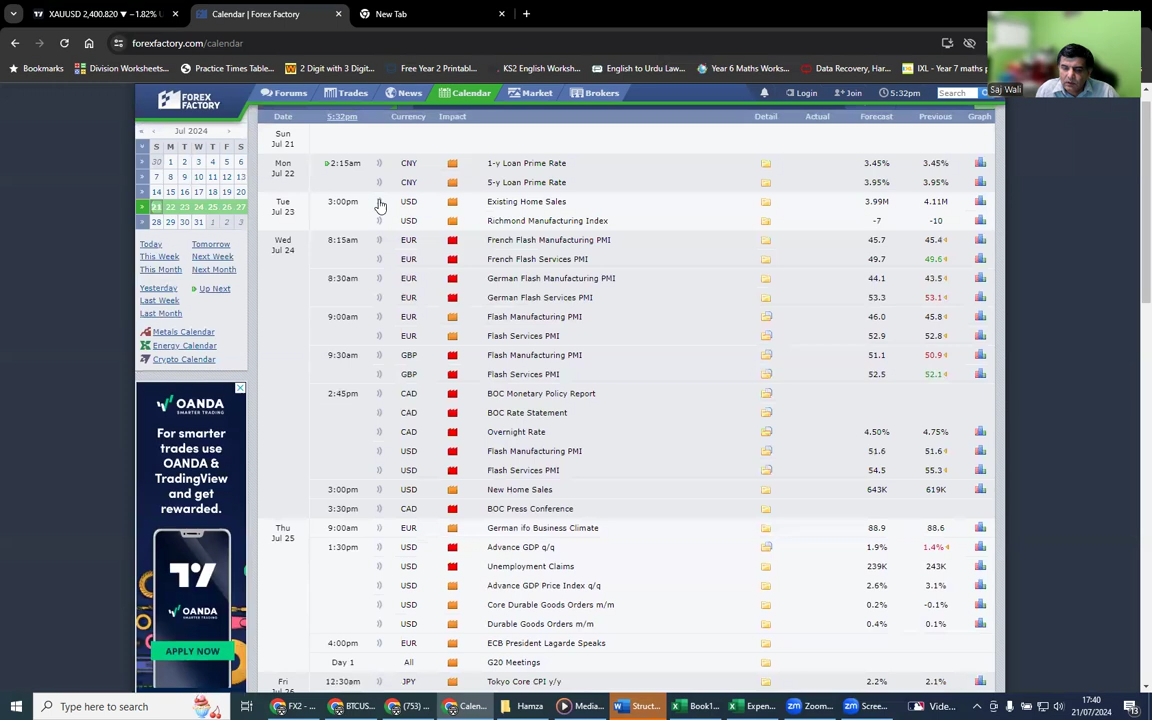 XAUUSD 2,400.820 ▼ −1.82%
Calendar | Forex Factory
New Tab
forexfactory.com/calendar
Bookmarks
Division Worksheets...
Practice Times Table...
2 Digit with 3 Digit...
Free Year 2 Printabl...
KS2 English Worksh...
English to Urdu Law...
Year 6 Maths Works...
Data Recovery, Har...
IXL - Year 7 maths
Saj Wali
FOREX FACTORY
Forums Trades News Calendar Market Brokers
Login Join 5:32pm Search
« ‹ Jul 2024 ›
S M T W T F S
30 1 2 3 4 5 6
7 8 9 10 11 12 13
14 15 16 17 18 19 20
21 22 23 24 25 26 27
28 29 30 31 1 2 3
Today Tomorrow
This Week Next Week
This Month Next Month
Yesterday Up Next
Last Week
Last Month
Metals Calendar
Energy Calendar
Crypto Calendar
OANDA
SMARTER TRADING
For smarter
trades use
OANDA &
TradingView
and get
rewarded.
OANDA
APPLY NOW
Date 5:32pm Currency Impact Detail Actual Forecast Previous Graph
Sun
Jul 21
Mon Jul 22 2:15am CNY 1-y Loan Prime Rate 3.45% 3.45%
CNY 5-y Loan Prime Rate 3.95% 3.95%
Tue Jul 23 3:00pm USD Existing Home Sales 3.99M 4.11M
USD Richmond Manufacturing Index -7 -10
Wed Jul 24 8:15am EUR French Flash Manufacturing PMI 45.7 45.4
EUR French Flash Services PMI 49.7 49.6
8:30am EUR German Flash Manufacturing PMI 44.1 43.5
EUR German Flash Services PMI 53.3 53.1
9:00am EUR Flash Manufacturing PMI 46.0 45.8
EUR Flash Services PMI 52.9 52.8
9:30am GBP Flash Manufacturing PMI 51.1 50.9
GBP Flash Services PMI 52.5 52.1
2:45pm CAD BOC Monetary Policy Report
CAD BOC Rate Statement
CAD Overnight Rate 4.50% 4.75%
USD Flash Manufacturing PMI 51.6 51.6
USD Flash Services PMI 54.5 55.3
3:00pm USD New Home Sales 643K 619K
3:30pm CAD BOC Press Conference
Thu Jul 25 9:00am EUR German ifo Business Climate 88.9 88.6
1:30pm USD Advance GDP q/q 1.9% 1.4%
USD Unemployment Claims 239K 243K
USD Advance GDP Price Index q/q 2.6% 3.1%
USD Core Durable Goods Orders m/m 0.2% -0.1%
USD Durable Goods Orders m/m 0.4% 0.1%
4:00pm EUR ECB President Lagarde Speaks
Day 1 All G20 Meetings
Fri Jul 26 12:30am JPY Tokyo Core CPI y/y 2.2% 2.1%
Type here to search
FX2 - ...
BTCUS...
(753) ...
Calen...
Hamza
Media...
Struct...
Book1...
Expen...
Zoom...
Scree...
Vide...
17:40
21/07/2024
13